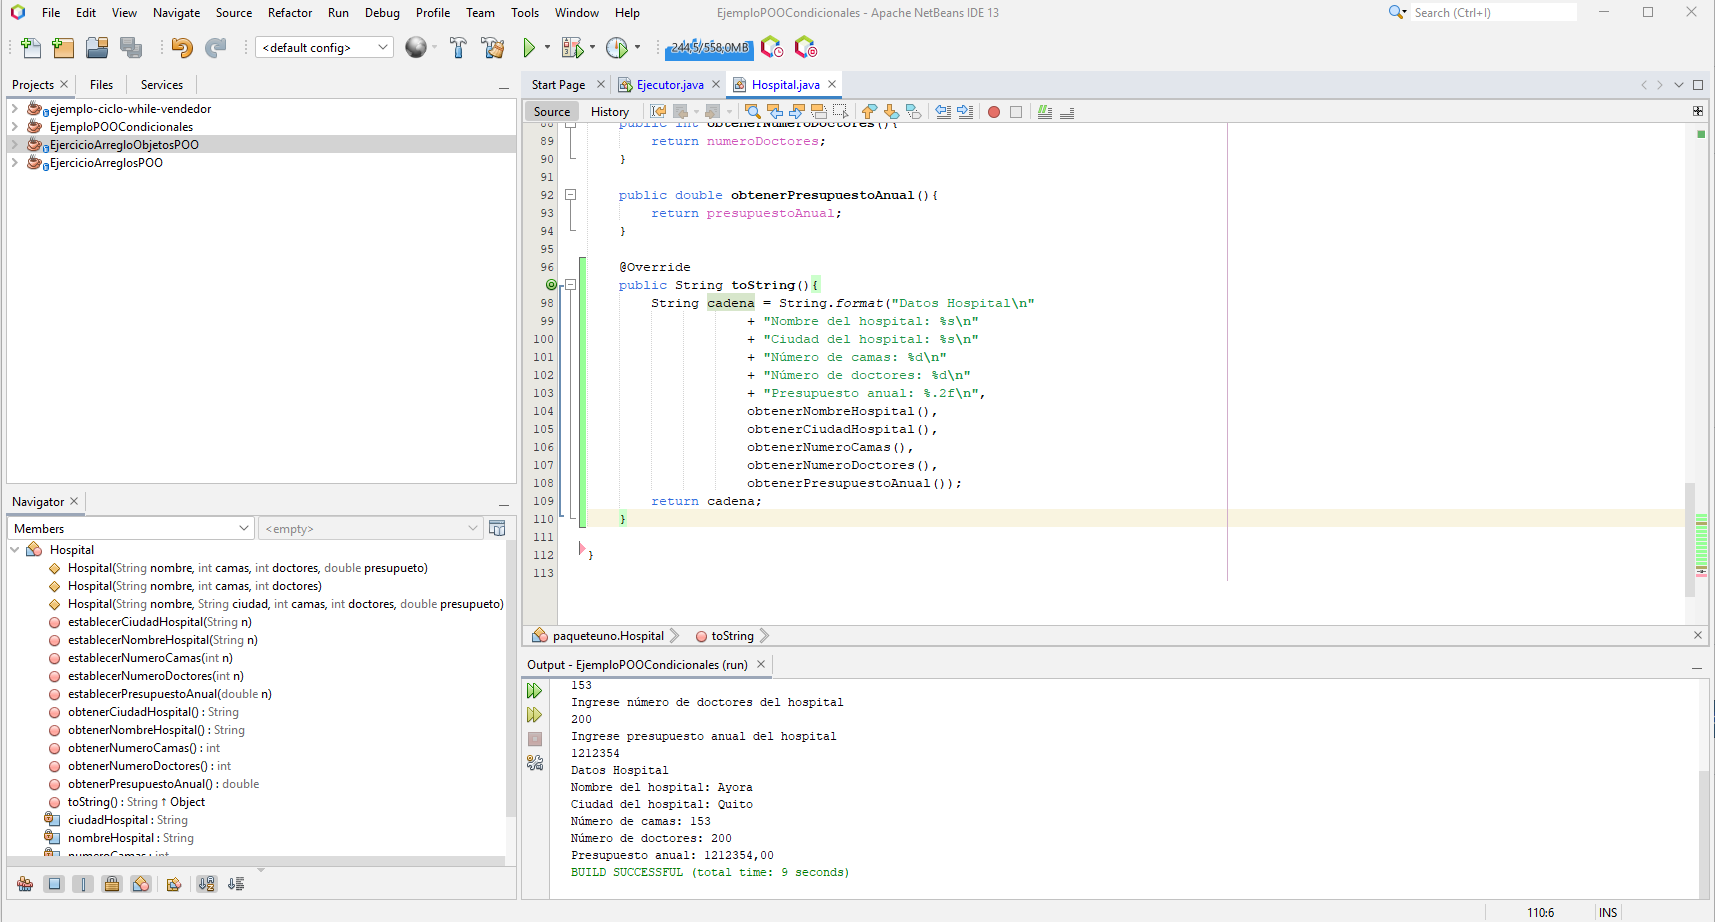 File Edit View Navigate Source Refactor Run Debug Profile Team Tools Window Help EjemploPOOCondicionales - Apache NetBeans IDE 13 Search (Ctrl+I)
<default config> 244,5/558,0MB
Projects Files Services
ejemplo-ciclo-while-vendedor
EjemploPOOCondicionales
EjercicioArregloObjetosPOO
EjercicioArreglosPOO
Navigator
Members <empty>
Hospital
Hospital(String nombre, int camas, int doctores, double presupueto)
Hospital(String nombre, int camas, int doctores)
Hospital(String nombre, String ciudad, int camas, int doctores, double presupueto)
establecerCiudadHospital(String n)
establecerNombreHospital(String n)
establecerNumeroCamas(int n)
establecerNumeroDoctores(int n)
establecerPresupuestoAnual(double n)
obtenerCiudadHospital() : String
obtenerNombreHospital() : String
obtenerNumeroCamas() : int
obtenerNumeroDoctores() : int
obtenerPresupuestoAnual() : double
toString() : String ↑ Object
ciudadHospital : String
nombreHospital : String
numeroCamas : int
Start Page Ejecutor.java Hospital.java
Source History
88 public int obtenerNumeroDoctores(){
89 return numeroDoctores;
90 }
91
92 public double obtenerPresupuestoAnual(){
93 return presupuestoAnual;
94 }
95
96 @Override
public String toString(){
98 String cadena = String.format("Datos Hospital\n"
99 + "Nombre del hospital: %s\n"
100 + "Ciudad del hospital: %s\n"
101 + "Número de camas: %d\n"
102 + "Número de doctores: %d\n"
103 + "Presupuesto anual: %.2f\n",
104 obtenerNombreHospital(),
105 obtenerCiudadHospital(),
106 obtenerNumeroCamas(),
107 obtenerNumeroDoctores(),
108 obtenerPresupuestoAnual());
109 return cadena;
110 }
111
112 }
113
paqueteuno.Hospital toString
Output - EjemploPOOCondicionales (run)
153
Ingrese número de doctores del hospital
200
Ingrese presupuesto anual del hospital
1212354
Datos Hospital
Nombre del hospital: Ayora
Ciudad del hospital: Quito
Número de camas: 153
Número de doctores: 200
Presupuesto anual: 1212354,00
BUILD SUCCESSFUL (total time: 9 seconds)
110:6 INS